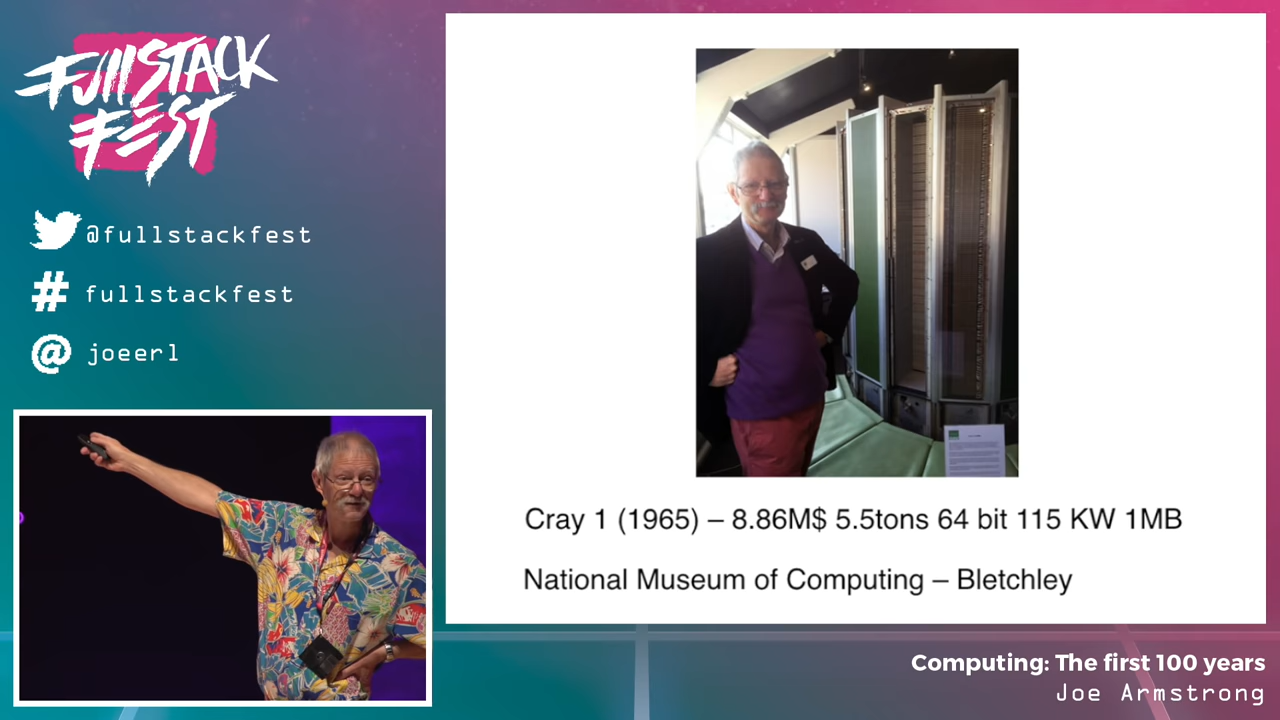 FullSTACK
FEST
@fullstackfest
# fullstackfest
@ joeerl
Cray 1 (1965) – 8.86M$ 5.5tons 64 bit 115 KW 1MB
National Museum of Computing – Bletchley
Computing: The first 100 years
Joe Armstrong